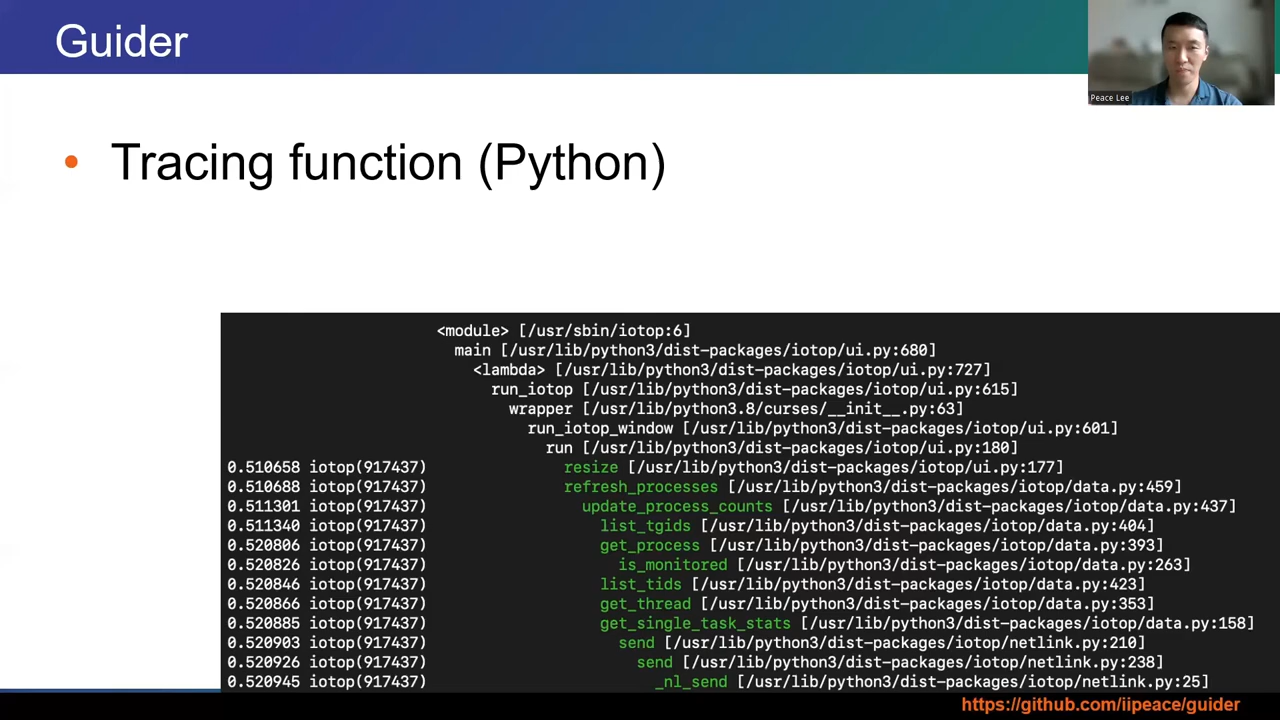 Guider
Peace Lee
• Tracing function (Python)
<module> [/usr/sbin/iotop:6]
main [/usr/lib/python3/dist-packages/iotop/ui.py:680]
<lambda> [/usr/lib/python3/dist-packages/iotop/ui.py:727]
run_iotop [/usr/lib/python3/dist-packages/iotop/ui.py:615]
wrapper [/usr/lib/python3.8/curses/__init__.py:63]
run_iotop_window [/usr/lib/python3/dist-packages/iotop/ui.py:601]
run [/usr/lib/python3/dist-packages/iotop/ui.py:180]
0.510658 iotop(917437) resize [/usr/lib/python3/dist-packages/iotop/ui.py:177]
0.510688 iotop(917437) refresh_processes [/usr/lib/python3/dist-packages/iotop/data.py:459]
0.511301 iotop(917437) update_process_counts [/usr/lib/python3/dist-packages/iotop/data.py:437]
0.511340 iotop(917437) list_tgids [/usr/lib/python3/dist-packages/iotop/data.py:404]
0.520806 iotop(917437) get_process [/usr/lib/python3/dist-packages/iotop/data.py:393]
0.520826 iotop(917437) is_monitored [/usr/lib/python3/dist-packages/iotop/data.py:263]
0.520846 iotop(917437) list_tids [/usr/lib/python3/dist-packages/iotop/data.py:423]
0.520866 iotop(917437) get_thread [/usr/lib/python3/dist-packages/iotop/data.py:353]
0.520885 iotop(917437) get_single_task_stats [/usr/lib/python3/dist-packages/iotop/data.py:158]
0.520903 iotop(917437) send [/usr/lib/python3/dist-packages/iotop/netlink.py:210]
0.520926 iotop(917437) send [/usr/lib/python3/dist-packages/iotop/netlink.py:238]
0.520945 iotop(917437) _nl_send [/usr/lib/python3/dist-packages/iotop/netlink.py:25]
https://github.com/iipeace/guider